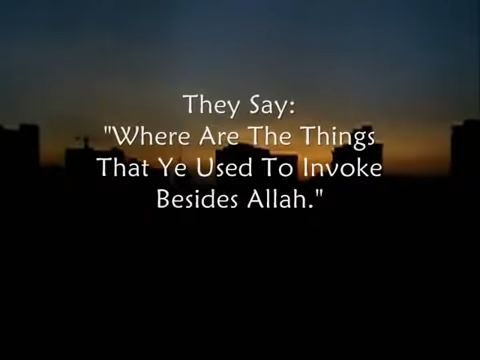 They Say:
"Where Are The Things
That Ye Used To Invoke
Besides Allah."